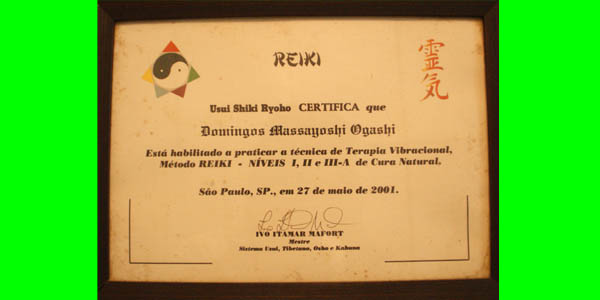 REIKI
靈
気
Usui Shiki Ryoho CERTIFICA que
Domingos Massayoshi Ogashi
Está habilitado a praticar a técnica de Terapia Vibracional,
Método REIKI - NÍVEIS I, II e III-A de Cura Natural.
São Paulo, SP., em 27 de maio de 2001.
IVO ITAMAR MAFORT
Mestre
Sistema Usui, Tibetano, Osho e Kahuna